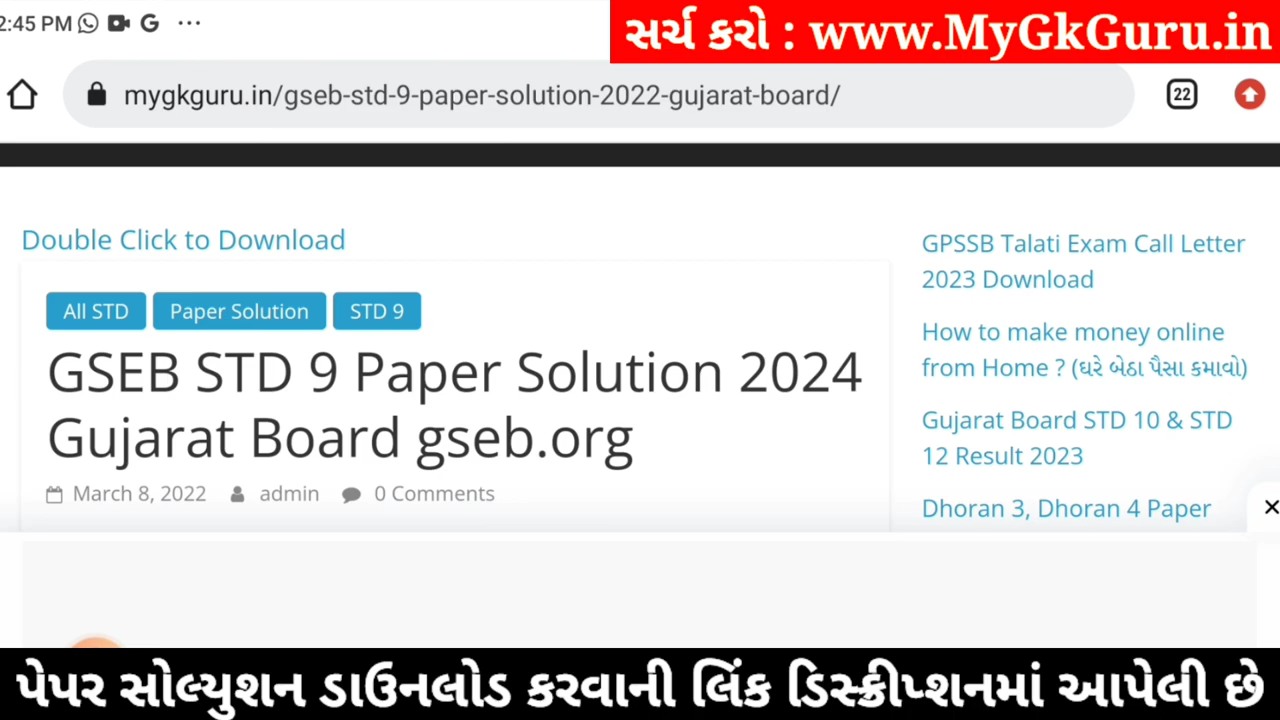 2:45 PM G ...
સર્ચ કરો : www.MyGkGuru.in
mygkguru.in/gseb-std-9-paper-solution-2022-gujarat-board/
22
Double Click to Download
All STD Paper Solution STD 9
GSEB STD 9 Paper Solution 2024
Gujarat Board gseb.org
March 8, 2022 admin 0 Comments
GPSSB Talati Exam Call Letter
2023 Download
How to make money online
from Home ? (ઘરે બેઠા પૈસા કમાવો)
Gujarat Board STD 10 & STD
12 Result 2023
Dhoran 3, Dhoran 4 Paper
પેપર સોલ્યુશન ડાઉનલોડ કરવાની લિંક ડિસ્ક્રીપ્શનમાં આપેલી છે